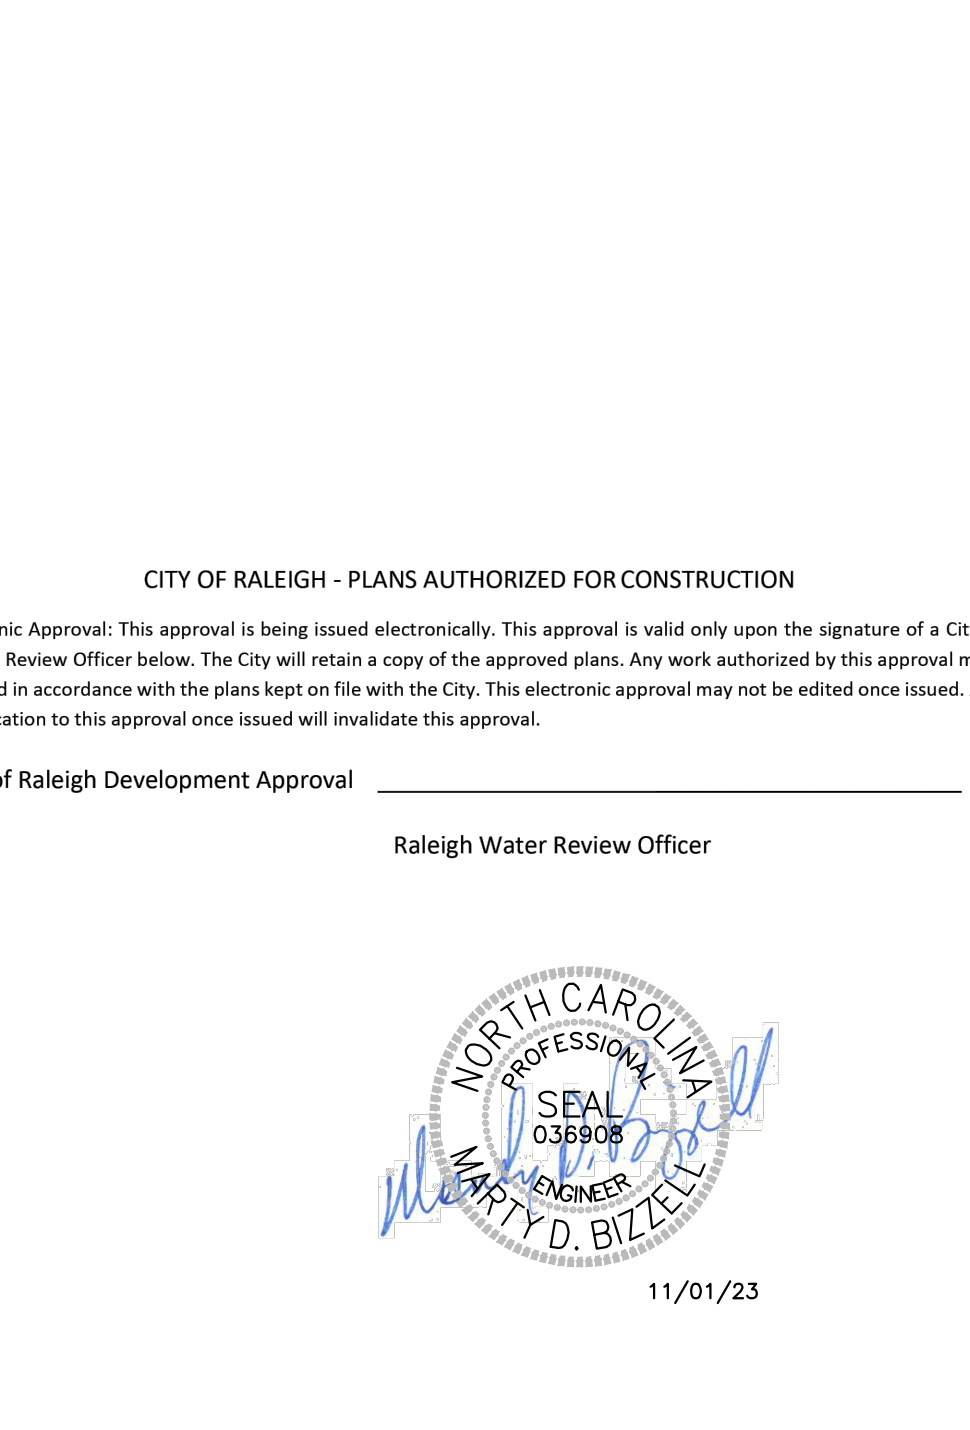 CITY OF RALEIGH - PLANS AUTHORIZED FOR CONSTRUCTION
nic Approval: This approval is being issued electronically. This approval is valid only upon the signature of a Cit
Review Officer below. The City will retain a copy of the approved plans. Any work authorized by this approval m
d in accordance with the plans kept on file with the City. This electronic approval may not be edited once issued.
cation to this approval once issued will invalidate this approval.
of Raleigh Development Approval
Raleigh Water Review Officer
NORTH CAROLINA
PROFESSIONAL
SEAL
036908
ENGINEER
MARTY D. BIZZELL
Marty D. Bizzell
11/01/23